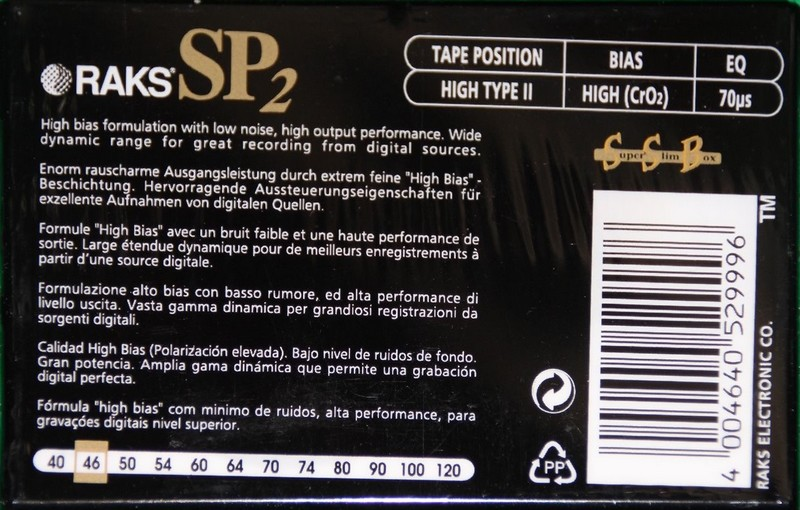 RAKS SP2
TAPE POSITION BIAS EQ
HIGH TYPE II HIGH (CrO2) 70µs
High bias formulation with low noise, high output performance. Wide
dynamic range for great recording from digital sources.
Enorm rauscharme Ausgangsleistung durch extrem feine "High Bias" -
Beschichtung. Hervorragende Aussteuerungseigenschaften für
exzellente Aufnahmen von digitalen Quellen.
Formule "High Bias" avec un bruit faible et une haute performance de
sortie. Large étendue dynamique pour de meilleurs enregistrements à
partir d'une source digitale.
Formulazione alto bias con basso rumore, ed alta performance di
livello uscita. Vasta gamma dinamica per grandiosi registrazioni da
sorgenti digitali.
Calidad High Bias (Polarización elevada). Bajo nivel de ruidos de fondo.
Gran potencia. Amplia gama dinámica que permite una grabación
digital perfecta.
Fórmula "high bias" com minimo de ruidos, alta performance, para
gravações digitais nivel superior.
40 46 50 54 60 64 70 74 80 90 100 120
Super Slim Box
4 004640 529996
TM
RAKS ELECTRONIC CO.
PP